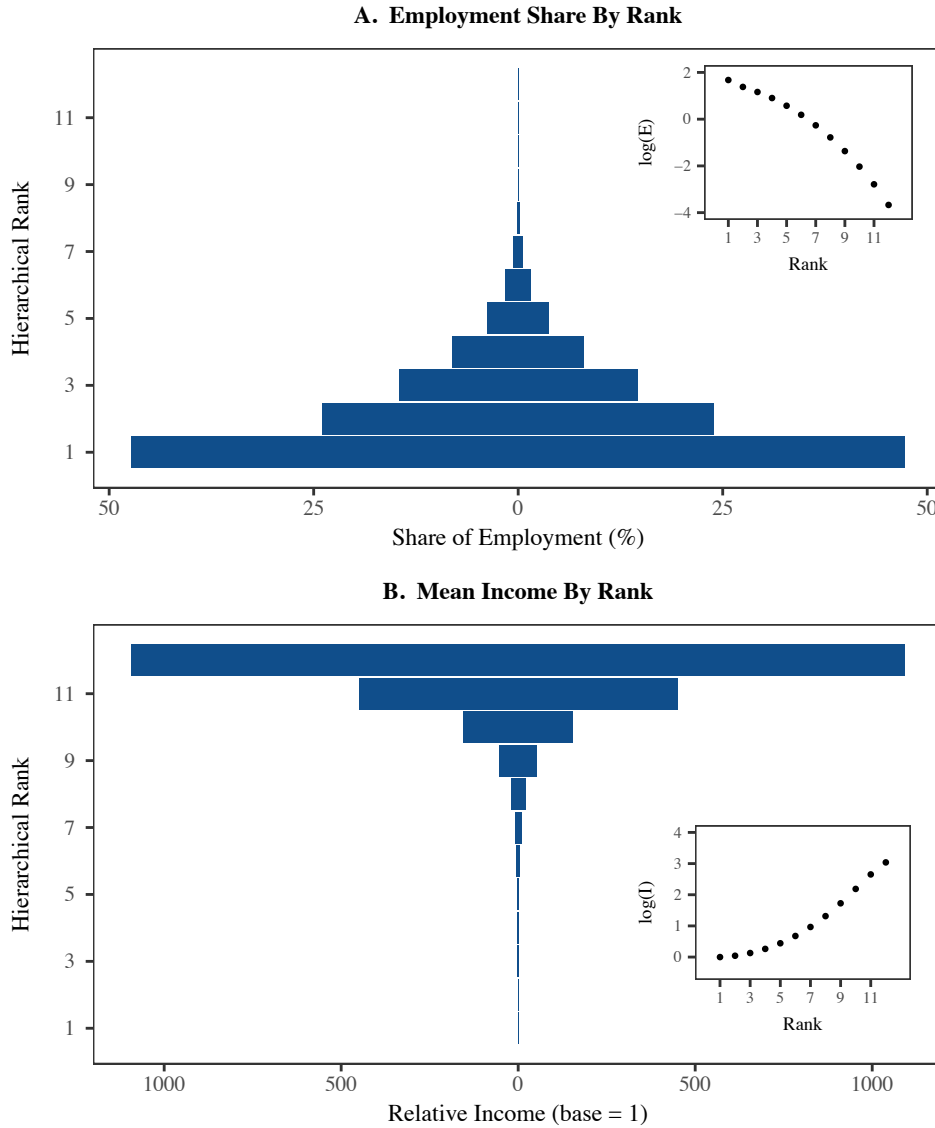 A. Employment Share By Rank
Hierarchical Rank
11
9
7
5
3
1
50 25 0 25 50
Share of Employment (%)
log(E)
2
0
−2
−4
1 3 5 7 9 11
Rank
B. Mean Income By Rank
Hierarchical Rank
11
9
7
5
3
1
1000 500 0 500 1000
Relative Income (base = 1)
log(I)
4
3
2
1
0
1 3 5 7 9 11
Rank